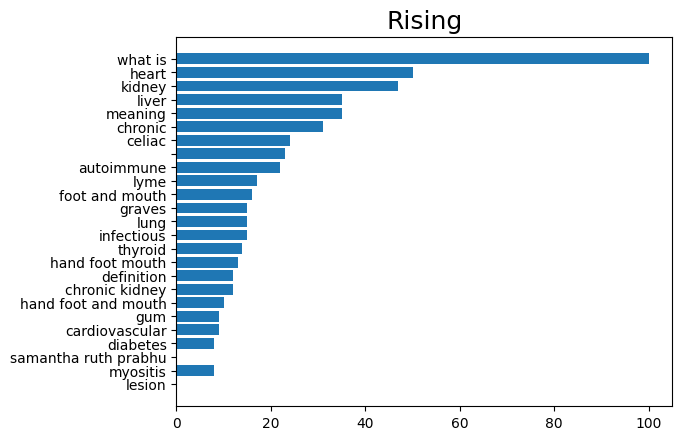 Rising
what is
heart
kidney
liver
meaning
chronic
celiac
autoimmune
lyme
foot and mouth
graves
lung
infectious
thyroid
hand foot mouth
definition
chronic kidney
hand foot and mouth
gum
cardiovascular
diabetes
samantha ruth prabhu
myositis
lesion
0 20 40 60 80 100